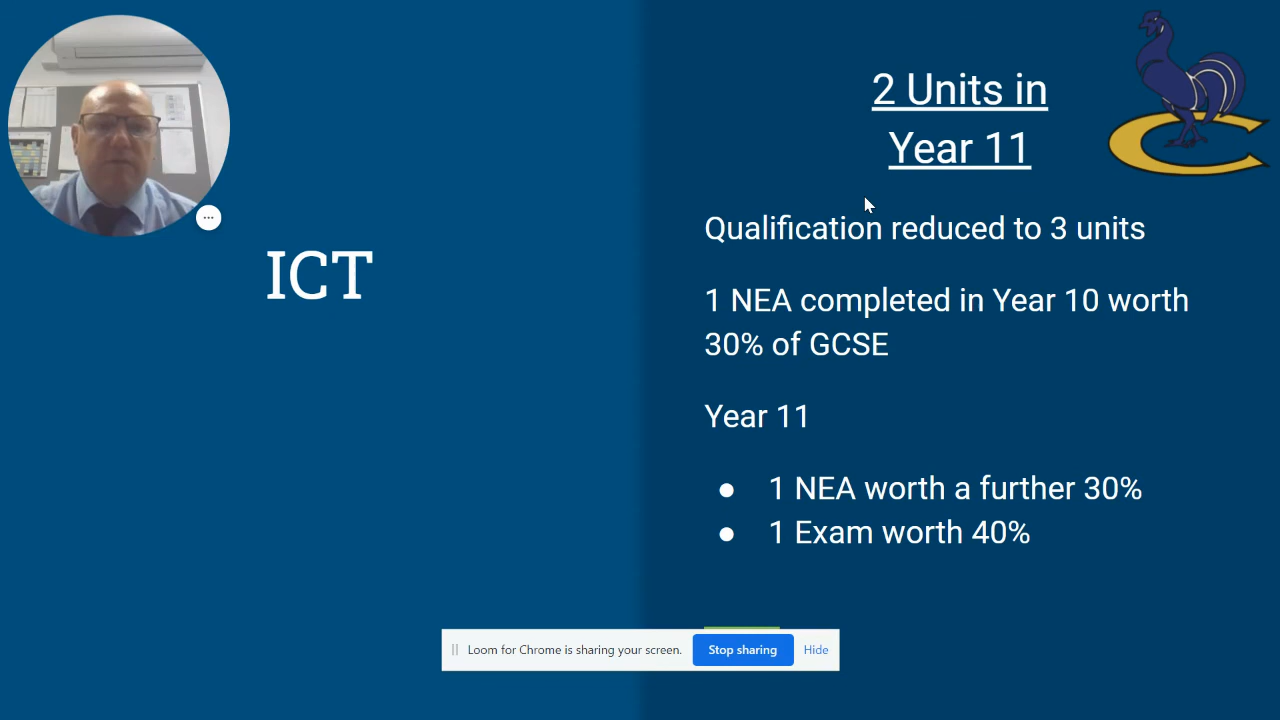 ICT
2 Units in
Year 11
Qualification reduced to 3 units
1 NEA completed in Year 10 worth
30% of GCSE
Year 11
● 1 NEA worth a further 30%
● 1 Exam worth 40%
Loom for Chrome is sharing your screen. Stop sharing Hide